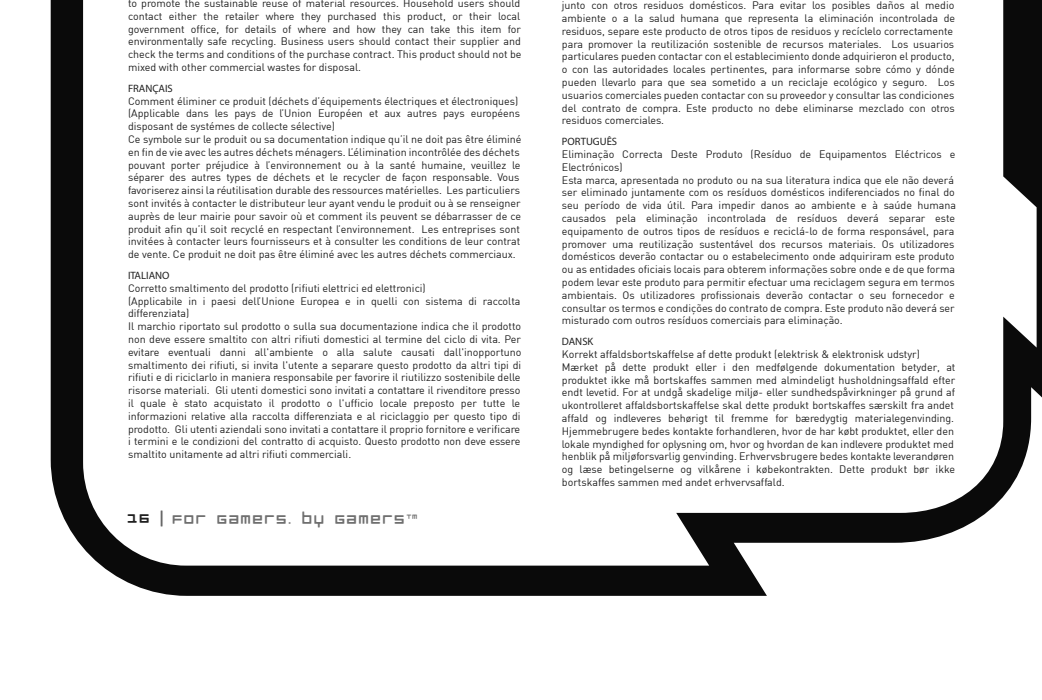 to promote the sustainable reuse of material resources. Household users should
contact either the retailer where they purchased this product, or their local
government office, for details of where and how they can take this item for
environmentally safe recycling. Business users should contact their supplier and
check the terms and conditions of the purchase contract. This product should not be
mixed with other commercial wastes for disposal.
FRANÇAIS
Comment éliminer ce produit (déchets d'équipements électriques et électroniques)
(Applicable dans les pays de l'Union Européen et aux autres pays européens
disposant de systémes de collecte sélective)
Ce symbole sur le produit ou sa documentation indique qu'il ne doit pas être éliminé
en fin de vie avec les autres déchets ménagers. L'élimination incontrôlée des déchets
pouvant porter préjudice à l'environnement ou à la santé humaine, veuillez le
séparer des autres types de déchets et le recycler de façon responsable. Vous
favoriserez ainsi la réutilisation durable des ressources matérielles. Les particuliers
sont invités à contacter le distributeur leur ayant vendu le produit ou à se renseigner
auprès de leur mairie pour savoir où et comment ils peuvent se débarrasser de ce
produit afin qu'il soit recyclé en respectant l'environnement. Les entreprises sont
invitées à contacter leurs fournisseurs et à consulter les conditions de leur contrat
de vente. Ce produit ne doit pas être éliminé avec les autres déchets commerciaux.
ITALIANO
Corretto smaltimento del prodotto (rifiuti elettrici ed elettronici)
(Applicabile in i paesi dell'Unione Europea e in quelli con sistema di raccolta
differenziata)
Il marchio riportato sul prodotto o sulla sua documentazione indica che il prodotto
non deve essere smaltito con altri rifiuti domestici al termine del ciclo di vita. Per
evitare eventuali danni all'ambiente o alla salute causati dall'inopportuno
smaltimento dei rifiuti, si invita l'utente a separare questo prodotto da altri tipi di
rifiuti e di riciclarlo in maniera responsabile per favorire il riutilizzo sostenibile delle
risorse materiali. Gli utenti domestici sono invitati a contattare il rivenditore presso
il quale è stato acquistato il prodotto o l'ufficio locale preposto per tutte le
informazioni relative alla raccolta differenziata e al riciclaggio per questo tipo di
prodotto. Gli utenti aziendali sono invitati a contattare il proprio fornitore e verificare
i termini e le condizioni del contratto di acquisto. Questo prodotto non deve essere
smaltito unitamente ad altri rifiuti commerciali.
junto con otros residuos domésticos. Para evitar los posibles daños al medio
ambiente o a la salud humana que representa la eliminación incontrolada de
residuos, separe este producto de otros tipos de residuos y recíclelo correctamente
para promover la reutilización sostenible de recursos materiales. Los usuarios
particulares pueden contactar con el establecimiento donde adquirieron el producto,
o con las autoridades locales pertinentes, para informarse sobre cómo y dónde
pueden llevarlo para que sea sometido a un reciclaje ecológico y seguro. Los
usuarios comerciales pueden contactar con su proveedor y consultar las condiciones
del contrato de compra. Este producto no debe eliminarse mezclado con otros
residuos comerciales.
PORTUGUÊS
Eliminação Correcta Deste Produto (Resíduo de Equipamentos Eléctricos e
Electrónicos)
Esta marca, apresentada no produto ou na sua literatura indica que ele não deverá
ser eliminado juntamente com os resíduos domésticos indiferenciados no final do
seu período de vida útil. Para impedir danos ao ambiente e à saúde humana
causados pela eliminação incontrolada de resíduos deverá separar este
equipamento de outros tipos de resíduos e reciclá-lo de forma responsável, para
promover uma reutilização sustentável dos recursos materiais. Os utilizadores
domésticos deverão contactar ou o estabelecimento onde adquiriram este produto
ou as entidades oficiais locais para obterem informações sobre onde e de que forma
podem levar este produto para permitir efectuar uma reciclagem segura em termos
ambientais. Os utilizadores profissionais deverão contactar o seu fornecedor e
consultar os termos e condições do contrato de compra. Este produto não deverá ser
misturado com outros resíduos comerciais para eliminação.
DANSK
Korrekt affaldsbortskaffelse af dette produkt (elektrisk & elektronisk udstyr)
Mærket på dette produkt eller i den medfølgende dokumentation betyder, at
produktet ikke må bortskaffes sammen med almindeligt husholdningsaffald efter
endt levetid. For at undgå skadelige miljø- eller sundhedspåvirkninger på grund af
ukontrolleret affaldsbortskaffelse skal dette produkt bortskaffes særskilt fra andet
affald og indleveres behørigt til fremme for bæredygtig materialegenvinding.
Hjemmebrugere bedes kontakte forhandleren, hvor de har købt produktet, eller den
lokale myndighed for oplysning om, hvor og hvordan de kan indlevere produktet med
henblik på miljøforsvarlig genvinding. Erhvervsbrugere bedes kontakte leverandøren
og læse betingelserne og vilkårene i købekontrakten. Dette produkt bør ikke
bortskaffes sammen med andet erhvervsaffald.
16 | For Gamers. by Gamers™